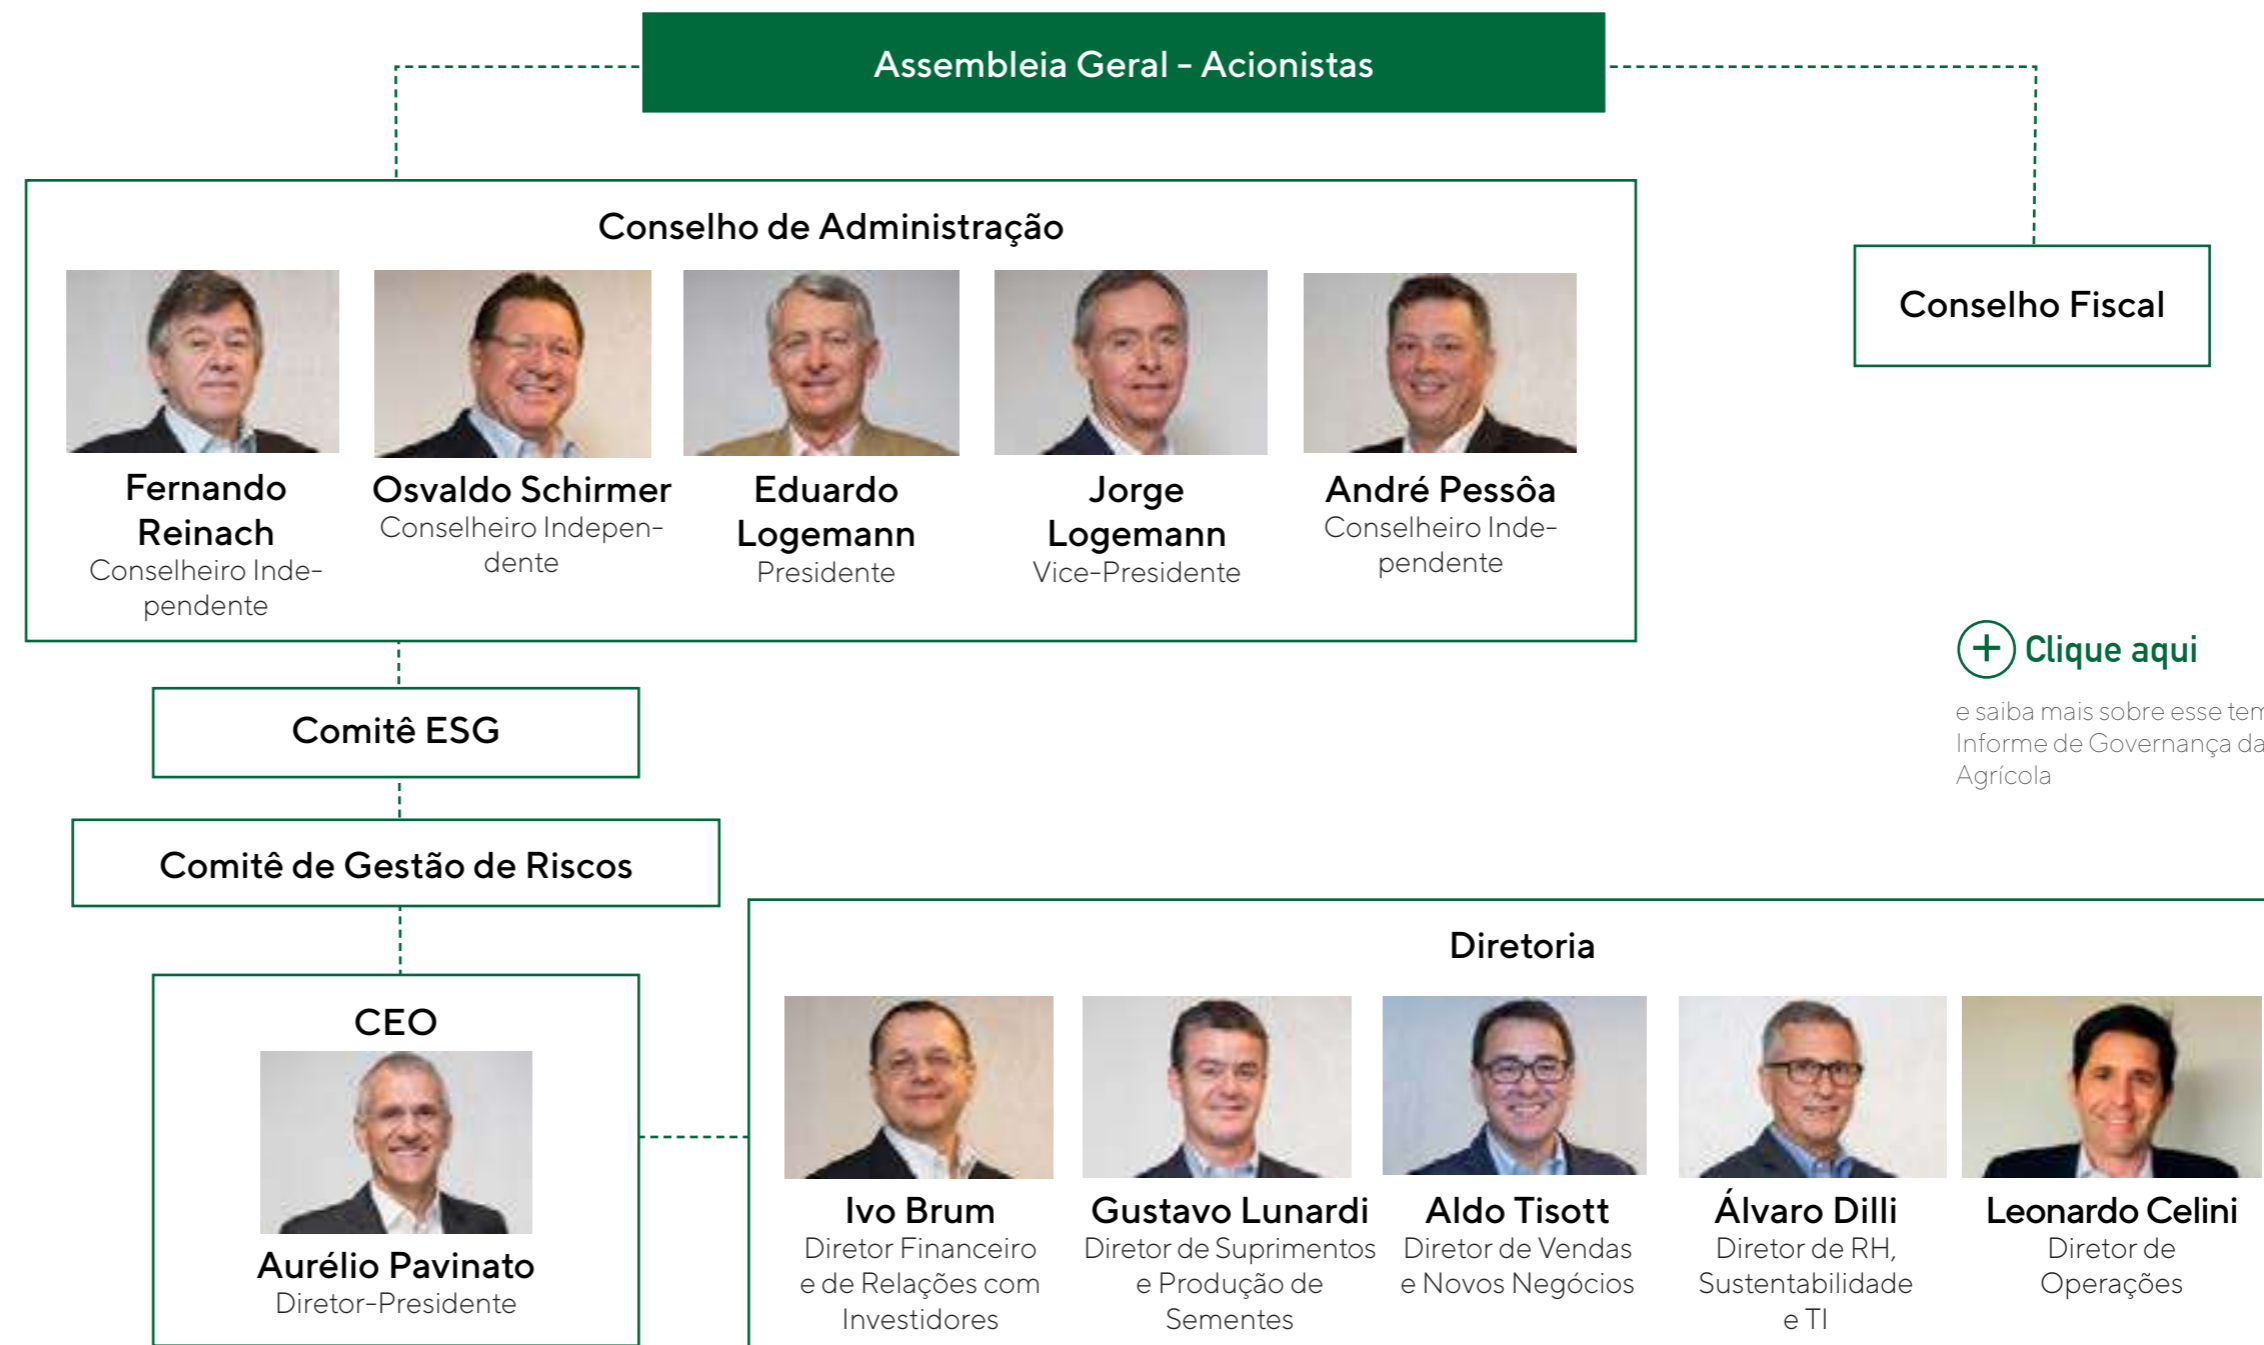 Assembleia Geral - Acionistas
Conselho de Administração
Fernando
Reinach
Conselheiro Inde-
pendente
Osvaldo Schirmer
Conselheiro Indepen-
dente
Eduardo
Logemann
Presidente
Jorge
Logemann
Vice-Presidente
André Pessôa
Conselheiro Inde-
pendente
Conselho Fiscal
+ Clique aqui
e saiba mais sobre esse
Informe de Governança da
Agrícola
Comitê ESG
Comitê de Gestão de Riscos
CEO
Aurélio Pavinato
Diretor-Presidente
Diretoria
Ivo Brum
Diretor Financeiro
e de Relações com
Investidores
Gustavo Lunardi
Diretor de Suprimentos
e Produção de
Sementes
Aldo Tisott
Diretor de Vendas
e Novos Negócios
Álvaro Dilli
Diretor de RH,
Sustentabilidade
e TI
Leonardo Celini
Diretor de
Operações